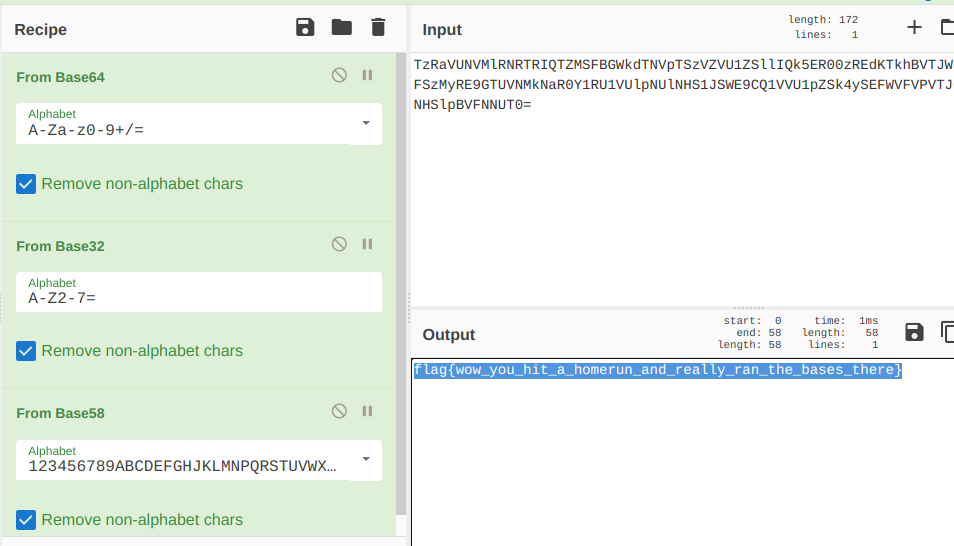 Recipe
From Base64
Alphabet
A-Za-z0-9+/=
Remove non-alphabet chars
From Base32
Alphabet
A-Z2-7=
Remove non-alphabet chars
From Base58
Alphabet
123456789ABCDEFGHJKLMNPQRSTUVWX…
Remove non-alphabet chars
Input
length: 172
lines: 1
TzRaVUNVMlRNRTRIQTZMSFBGWkdTNVpTSzVZVU1ZSllIQk5ER00zREdKTkhBVTJW
FSzMyRE9GTUVNMkNaR0Y1RU1VUlpNUlNHS1JSWE9CQ1VVU1pZSk4ySEFWVFVPVTJ
NHSlpBVFNNUT0=
Output
start: 0
end: 58
length: 58
time: 1ms
length: 58
lines: 1
flag{wow_you_hit_a_homerun_and_really_ran_the_bases_there}